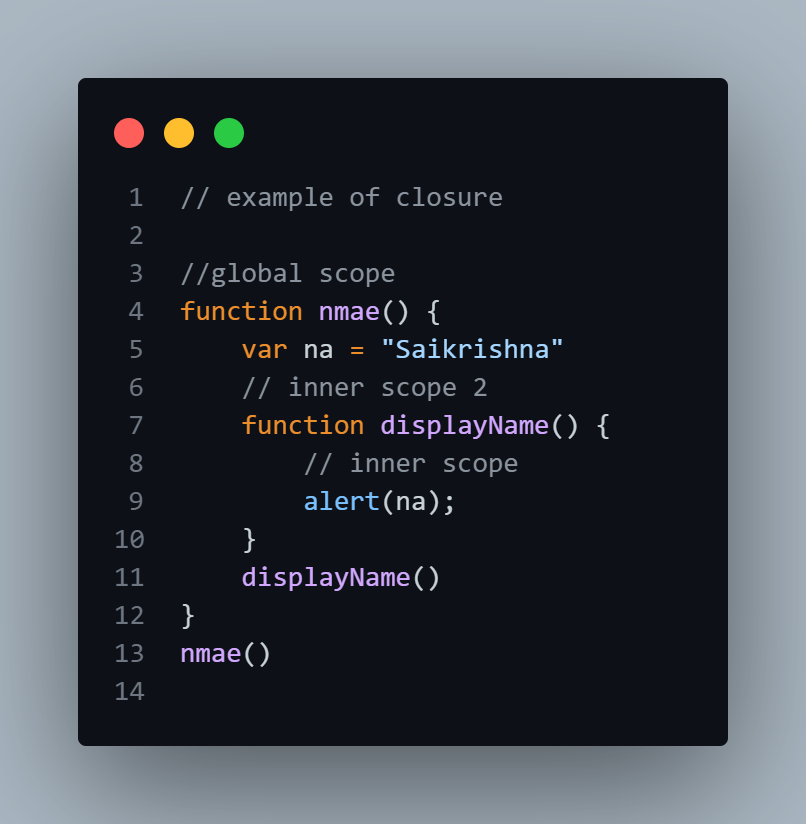 1 // example of closure
2
3 //global scope
4 function nmae() {
5     var na = "Saikrishna"
6     // inner scope 2
7     function displayName() {
8         // inner scope
9         alert(na);
10     }
11     displayName()
12 }
13 nmae()
14